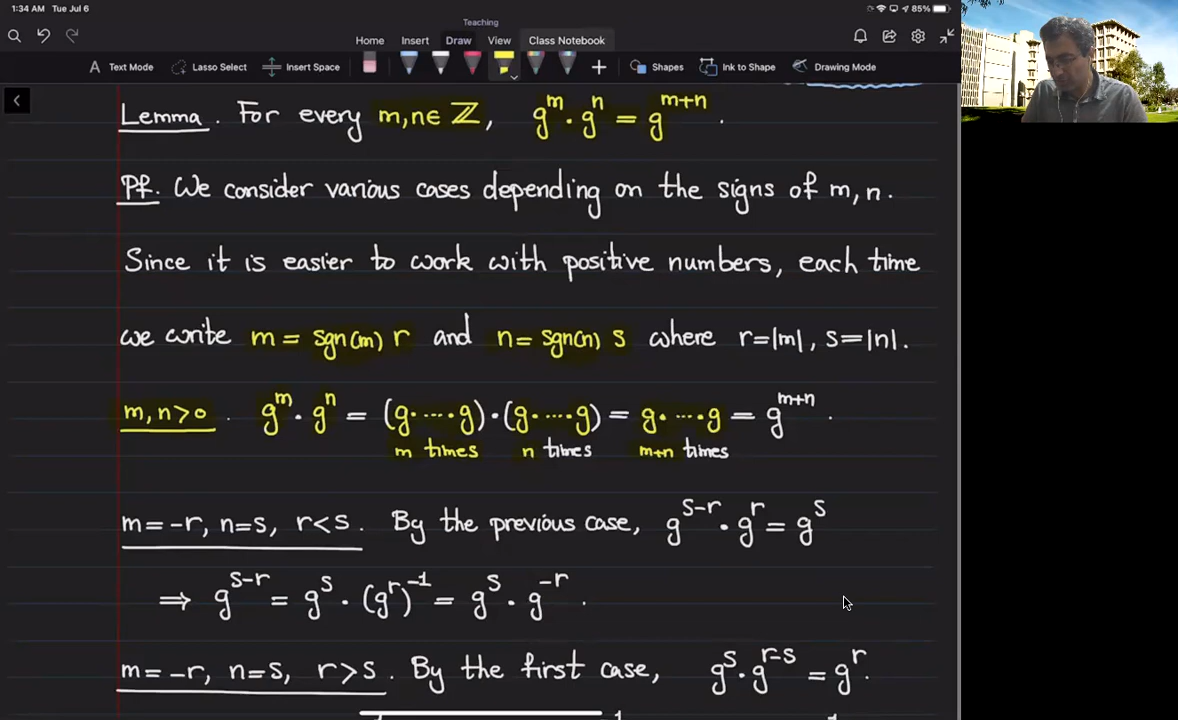 1:34 AM Tue Jul 6
85%
Teaching
Home Insert Draw View Class Notebook
Text Mode Lasso Select Insert Space Shapes Ink to Shape Drawing Mode
Lemma. For every m,n∈ ℤ, g^m · g^n = g^{m+n}.
Pf. We consider various cases depending on the signs of m, n.
Since it is easier to work with positive numbers, each time
we write m = sgn(m) r and n = sgn(n) s where r=|m|, s=|n|.
m, n>0. g^m · g^n = (g· ··· ·g)·(g· ··· ·g) = g· ··· ·g = g^{m+n}.
m times n times m+n times
m=-r, n=s, r<s. By the previous case, g^{s-r} · g^r = g^s
⇒ g^{s-r} = g^s · (g^r)^{-1} = g^s · g^{-r}.
m=-r, n=s, r>s. By the first case, g^s · g^{r-s} = g^r.